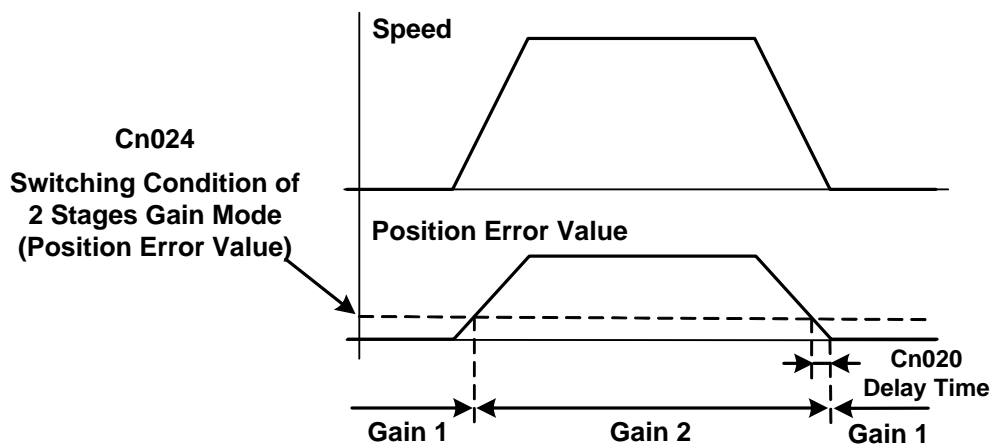 Speed
Cn024
Switching Condition of
2 Stages Gain Mode
(Position Error Value)
Position Error Value
Cn020
Delay Time
Gain 1
Gain 2
Gain 1